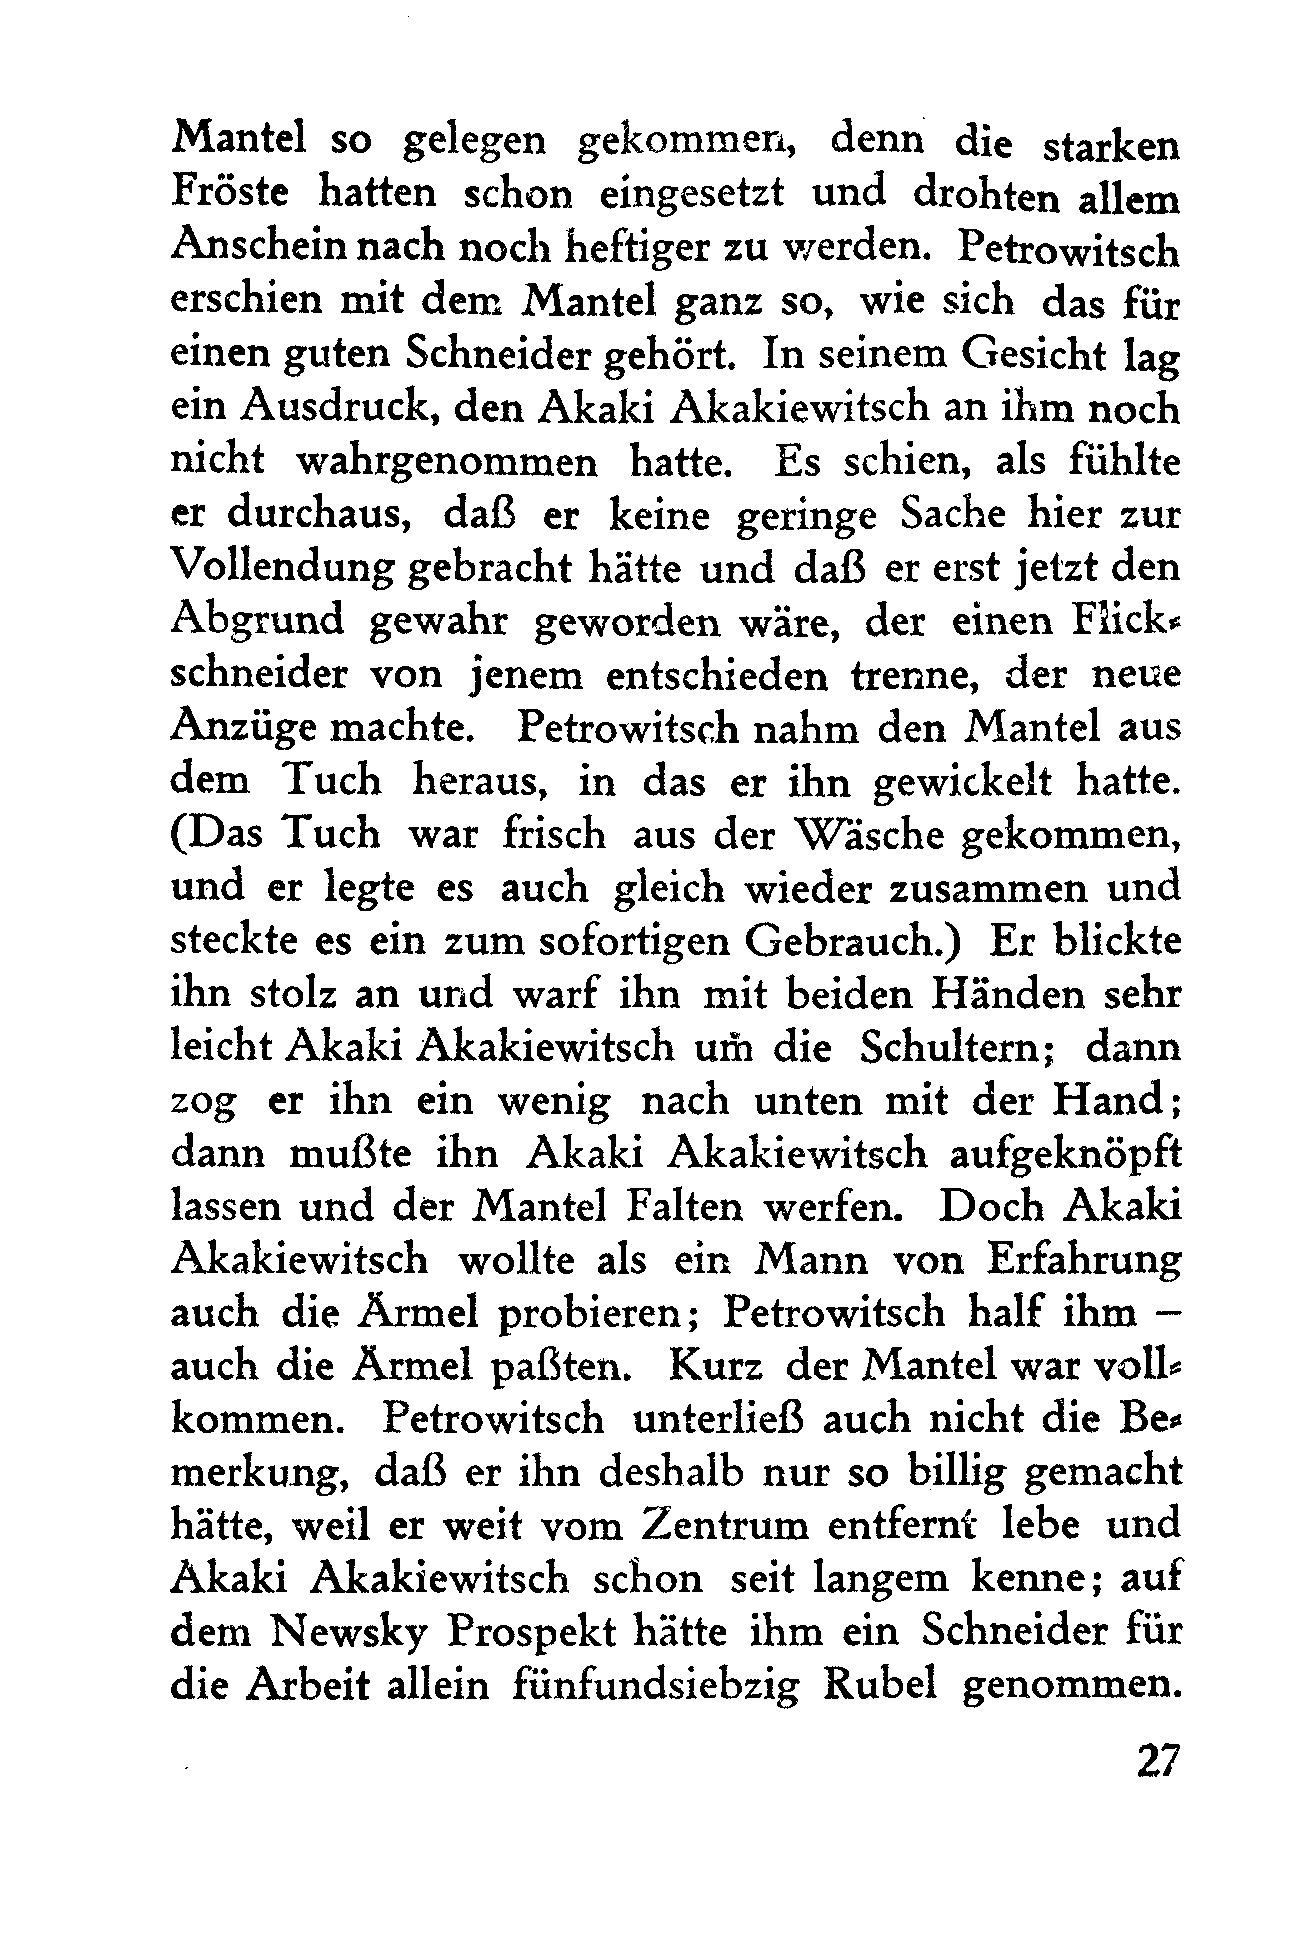 Mantel so gelegen gekommen, denn die starken
Fröste hatten schon eingesetzt und drohten allem
Anschein nach noch heftiger zu werden. Petrowitsch
erschien mit dem Mantel ganz so, wie sich das für
einen guten Schneider gehört. In seinem Gesicht lag
ein Ausdruck, den Akaki Akakiewitsch an ihm noch
nicht wahrgenommen hatte. Es schien, als fühlte
er durchaus, daß er keine geringe Sache hier zur
Vollendung gebracht hätte und daß er erst jetzt den
Abgrund gewahr geworden wäre, der einen Flick-
schneider von jenem entschieden trenne, der neue
Anzüge machte. Petrowitsch nahm den Mantel aus
dem Tuch heraus, in das er ihn gewickelt hatte.
(Das Tuch war frisch aus der Wäsche gekommen,
und er legte es auch gleich wieder zusammen und
steckte es ein zum sofortigen Gebrauch.) Er blickte
ihn stolz an und warf ihn mit beiden Händen sehr
leicht Akaki Akakiewitsch um die Schultern; dann
zog er ihn ein wenig nach unten mit der Hand;
dann mußte ihn Akaki Akakiewitsch aufgeknöpft
lassen und der Mantel Falten werfen. Doch Akaki
Akakiewitsch wollte als ein Mann von Erfahrung
auch die Ärmel probieren; Petrowitsch half ihm –
auch die Ärmel paßten. Kurz der Mantel war voll-
kommen. Petrowitsch unterließ auch nicht die Be-
merkung, daß er ihn deshalb nur so billig gemacht
hätte, weil er weit vom Zentrum entfernt lebe und
Akaki Akakiewitsch schon seit langem kenne; auf
dem Newsky Prospekt hätte ihm ein Schneider für
die Arbeit allein fünfundsiebzig Rubel genommen.
27